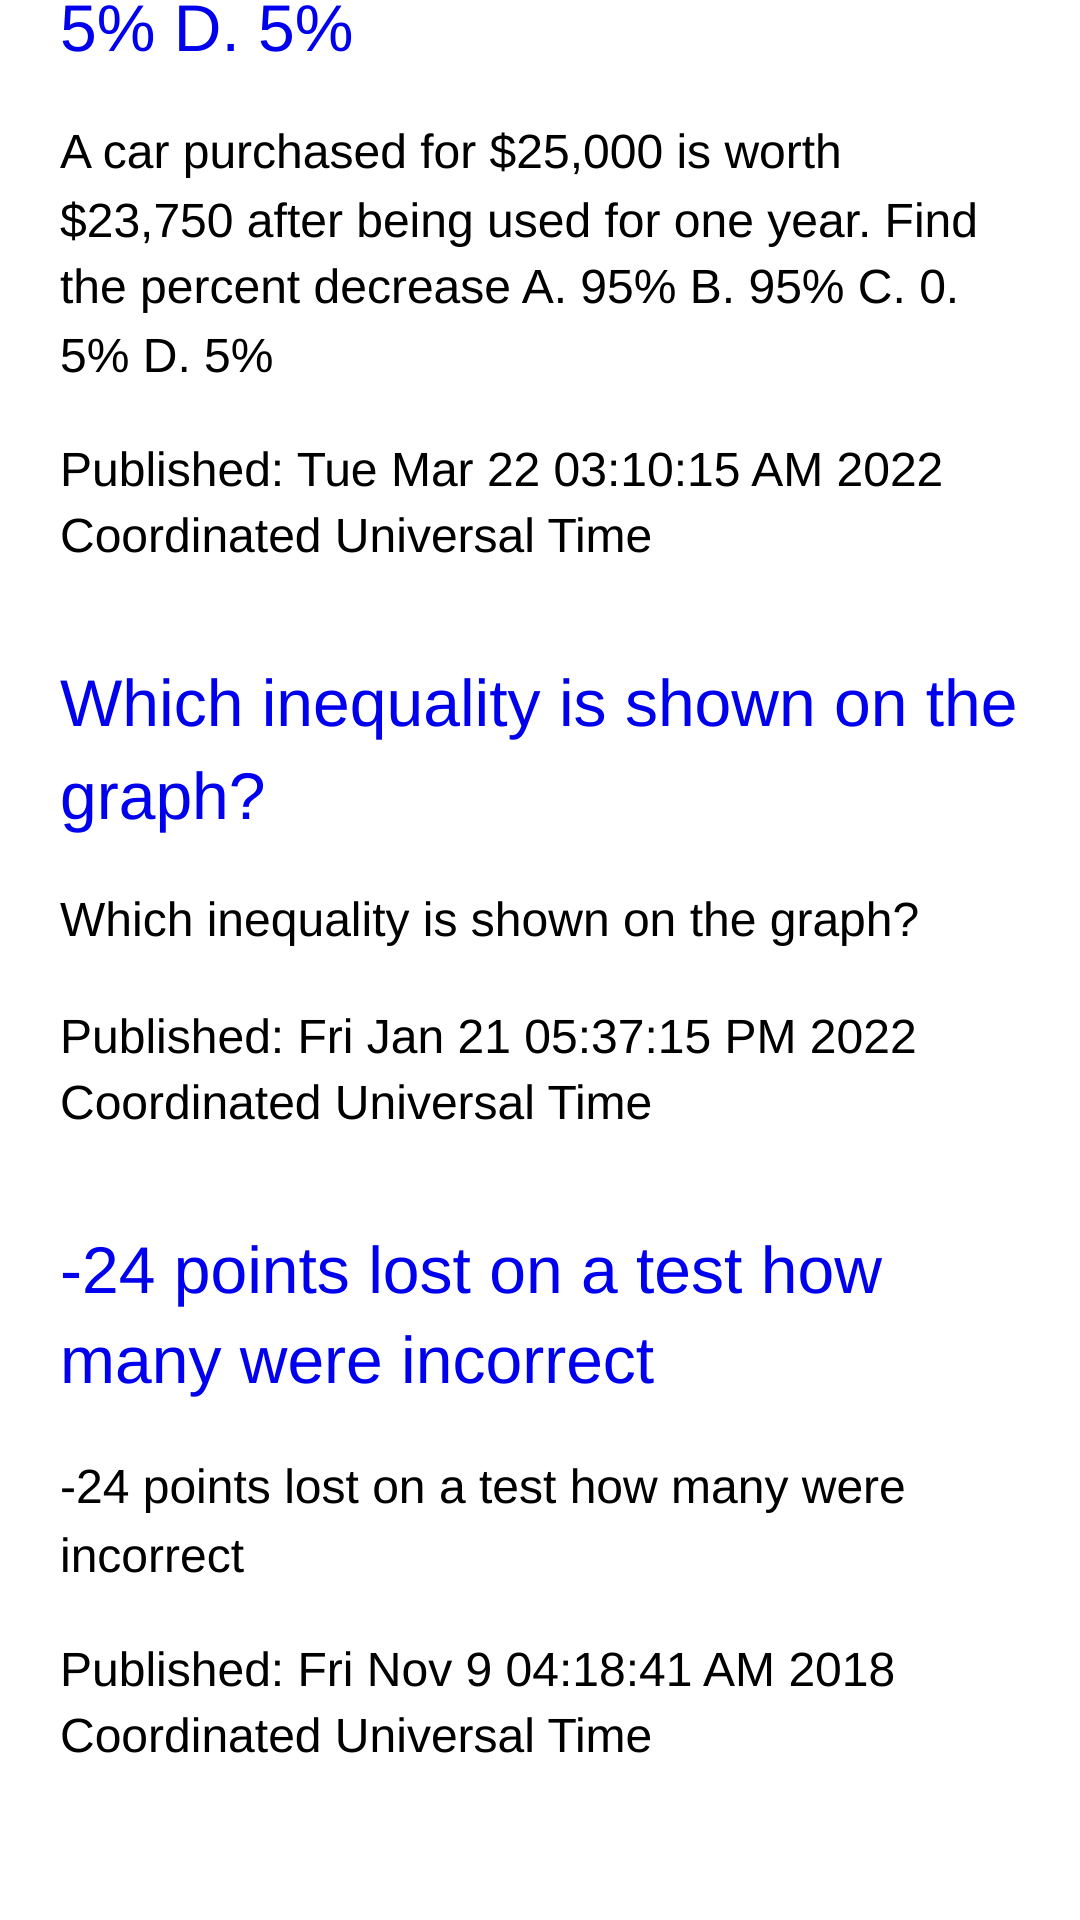 5% D. 5%
A car purchased for $25,000 is worth
$23,750 after being used for one year. Find
the percent decrease A. 95% B. 95% C. 0.
5% D. 5%
Published: Tue Mar 22 03:10:15 AM 2022
Coordinated Universal Time
Which inequality is shown on the
graph?
Which inequality is shown on the graph?
Published: Fri Jan 21 05:37:15 PM 2022
Coordinated Universal Time
-24 points lost on a test how
many were incorrect
-24 points lost on a test how many were
incorrect
Published: Fri Nov 9 04:18:41 AM 2018
Coordinated Universal Time